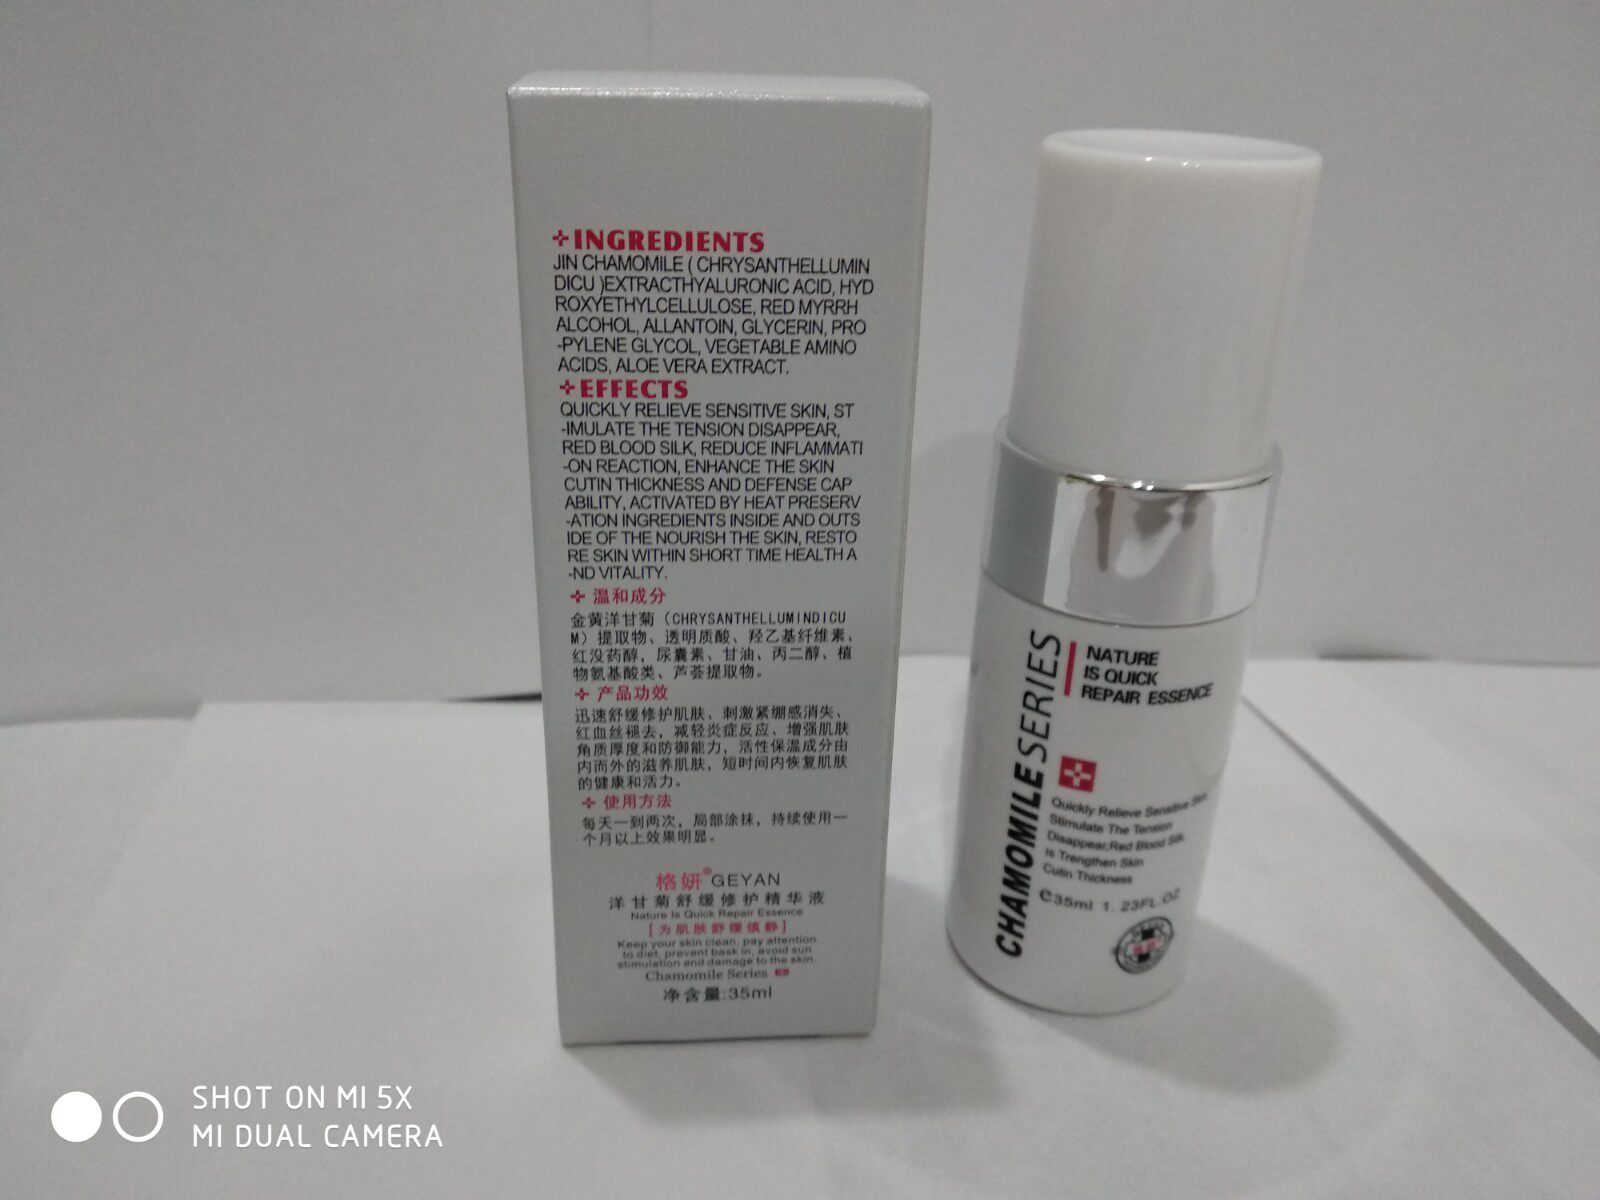 INGREDIENTS
JIN CHAMOMILE ( CHRYSANTHELLUMIN
DICU )EXTRACTHYALURONIC ACID, HYD
ROXYETHYLCELLULOSE, RED MYRRH
ALCOHOL, ALLANTOIN, GLYCERIN, PRO
-PYLENE GLYCOL, VEGETABLE AMINO
ACIDS, ALOE VERA EXTRACT.
EFFECTS
QUICKLY RELIEVE SENSITIVE SKIN, ST
-IMULATE THE TENSION DISAPPEAR,
RED BLOOD SILK, REDUCE INFLAMMATI
-ON REACTION, ENHANCE THE SKIN
CUTIN THICKNESS AND DEFENSE CAP
ABILITY, ACTIVATED BY HEAT PRESERV
-ATION INGREDIENTS INSIDE AND OUTS
IDE OF THE NOURISH THE SKIN, RESTO
RE SKIN WITHIN SHORT TIME HEALTH A
-ND VITALITY.
温和成分
金黄洋甘菊（CHRYSANTHELLUMINDICU
M）提取物、透明质酸、羟乙基纤维素、
红没药醇、尿囊素、甘油、丙二醇、植
物氨基酸类、芦荟提取物。
产品功效
迅速舒缓修护肌肤、刺激紧绷感消失、
红血丝褪去，减轻炎症反应、增强肌肤
角质厚度和防御能力，活性保温成分由
内而外的滋养肌肤，短时间内恢复肌肤
的健康和活力。
使用方法
每天一到两次，局部涂抹，持续使用一
个月以上效果明显。
格妍® GEYAN
洋甘菊舒缓修护精华液
Nature Is Quick Repair Essence
[为肌肤舒缓镇静]
Keep your skin clean, pay attention
to diet, prevent bask in, avoid sun
stimulation and damage to the skin.
Chamomile Series
净含量:35ml
CHAMOMILE SERIES
NATURE
IS QUICK
REPAIR ESSENCE
Quickly Relieve Sensitive Skin,
Stimulate The Tension
Disappear,Red Blood Silk,
Is Trengthen Skin
Cutin Thickness
℮35ml 1. 23FL.OZ
SHOT ON MI 5X
MI DUAL CAMERA